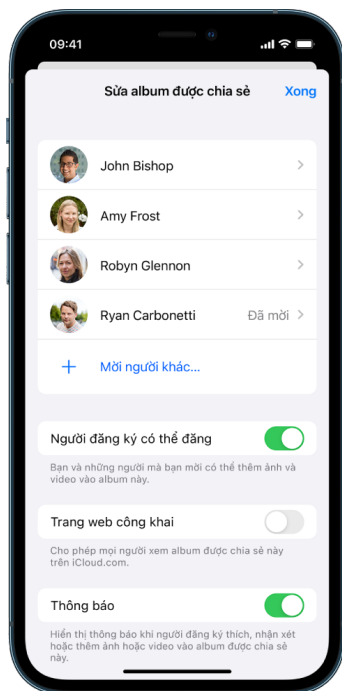 09:41
Sửa album được chia sẻ Xong
John Bishop
Amy Frost
Robyn Glennon
Ryan Carbonetti Đã mời
Mời người khác...
Người đăng ký có thể đăng
Bạn và những người mà bạn mời có thể thêm ảnh và
video vào album này.
Trang web công khai
Cho phép mọi người xem album được chia sẻ này
trên iCloud.com.
Thông báo
Hiển thị thông báo khi người đăng ký thích, nhận xét
hoặc thêm ảnh hoặc video vào album được chia sẻ
này.